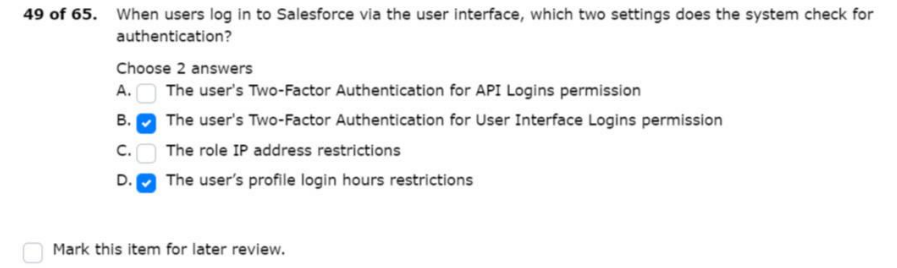 49 of 65. When users log in to Salesforce via the user interface, which two settings does the system check for
authentication?
Choose 2 answers
A. The user's Two-Factor Authentication for API Logins permission
B. The user's Two-Factor Authentication for User Interface Logins permission
C. The role IP address restrictions
D. The user’s profile login hours restrictions
Mark this item for later review.